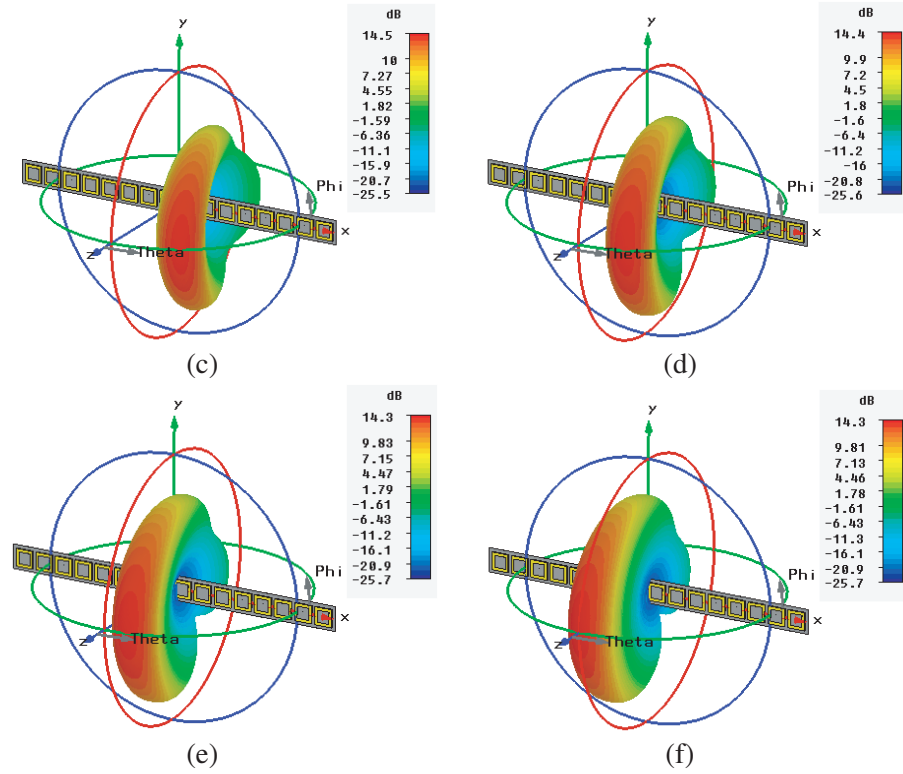 y
dB
14.5
10
7.27
4.55
1.82
-1.59
-6.36
-11.1
-15.9
-20.7
-25.5
Phi
x
z
Theta
(c)
y
dB
14.4
9.9
7.2
4.5
1.8
-1.6
-6.4
-11.2
-16
-20.8
-25.6
Phi
x
z
Theta
(d)
y
dB
14.3
9.83
7.15
4.47
1.79
-1.61
-6.43
-11.2
-16.1
-20.9
-25.7
Phi
x
z
Theta
(e)
y
dB
14.3
9.81
7.13
4.46
1.78
-1.61
-6.43
-11.3
-16.1
-20.9
-25.7
Phi
x
z
Theta
(f)